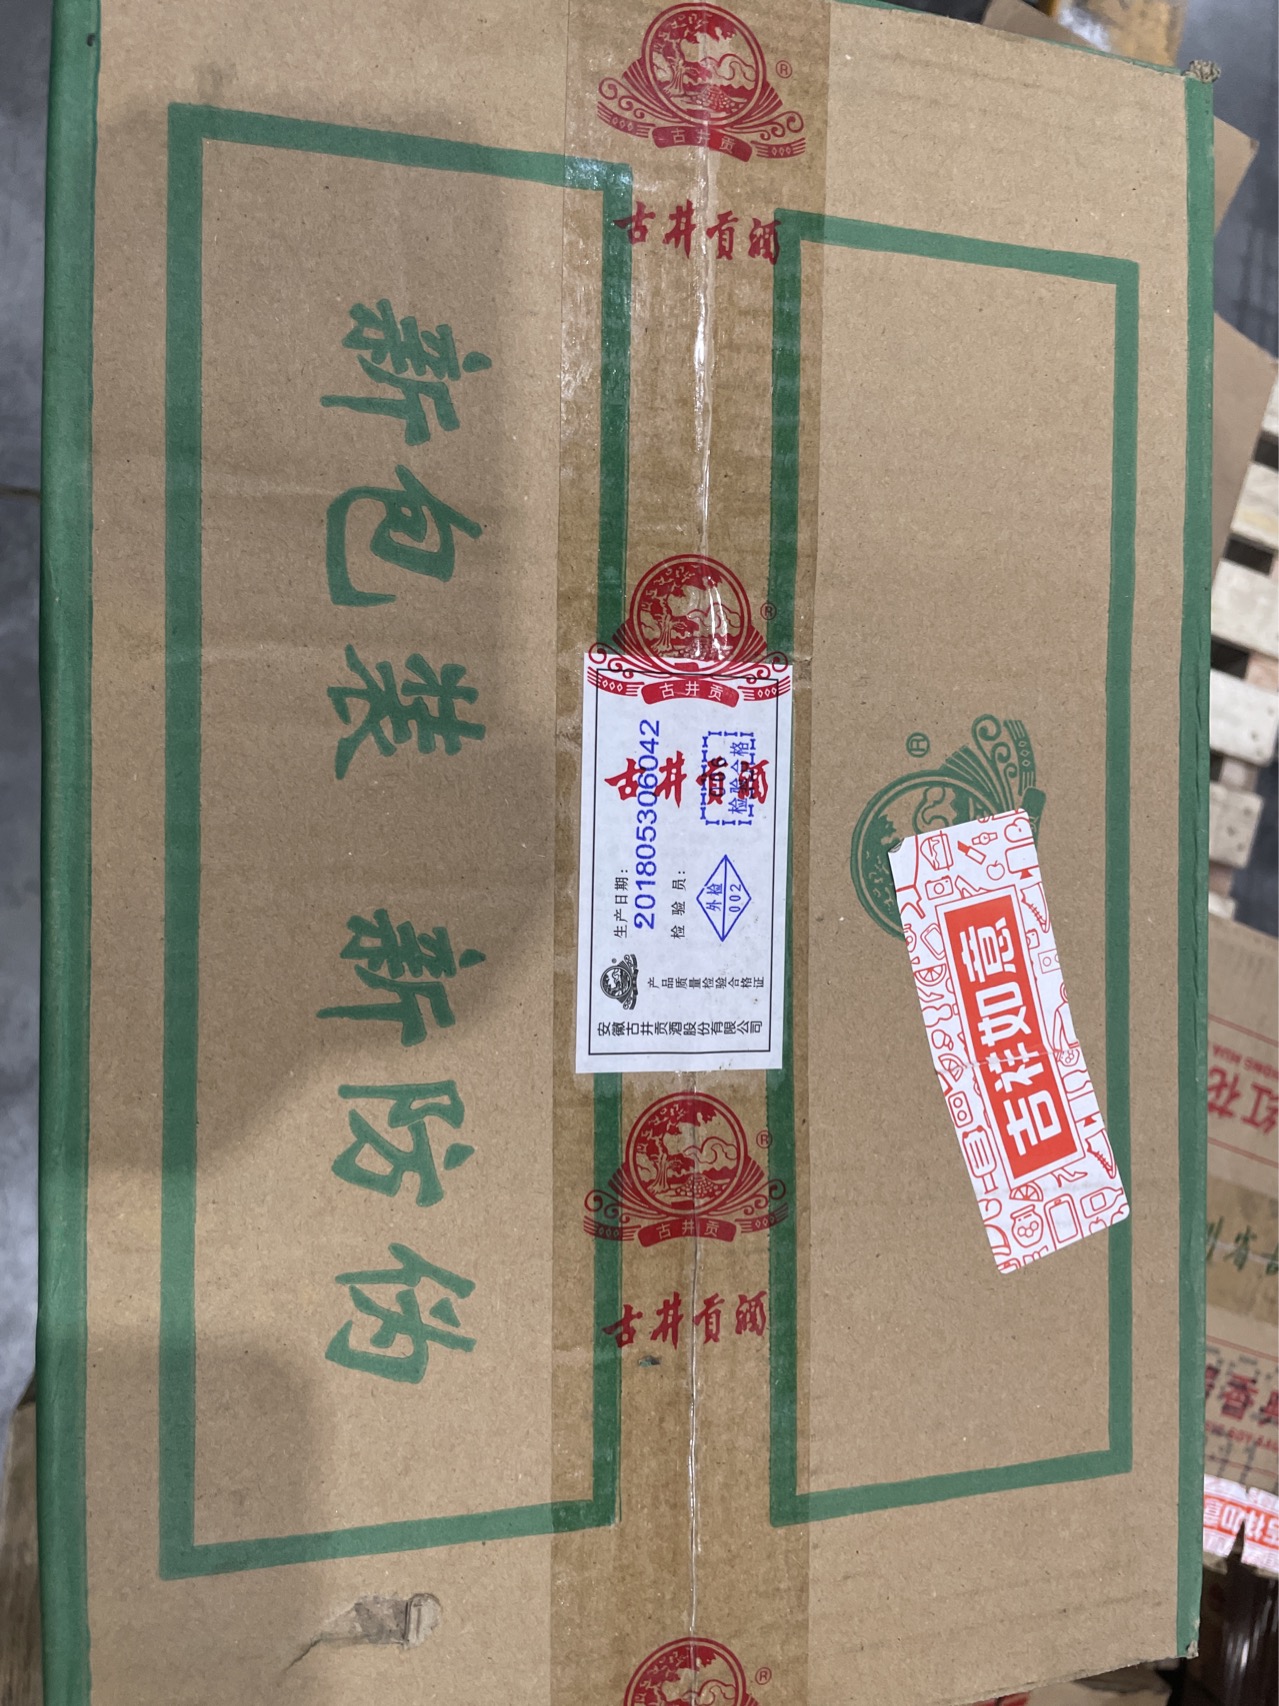 古井贡
®
古井贡酒
新包装 新防伪
®
古井贡
古井贡酒
安徽古井贡酒股份有限公司
产品质量检验合格证
生产日期：
201805306042
检验员：
外检
002
检验合格
®
吉祥如意
®
古井贡
古井贡酒
®
红花